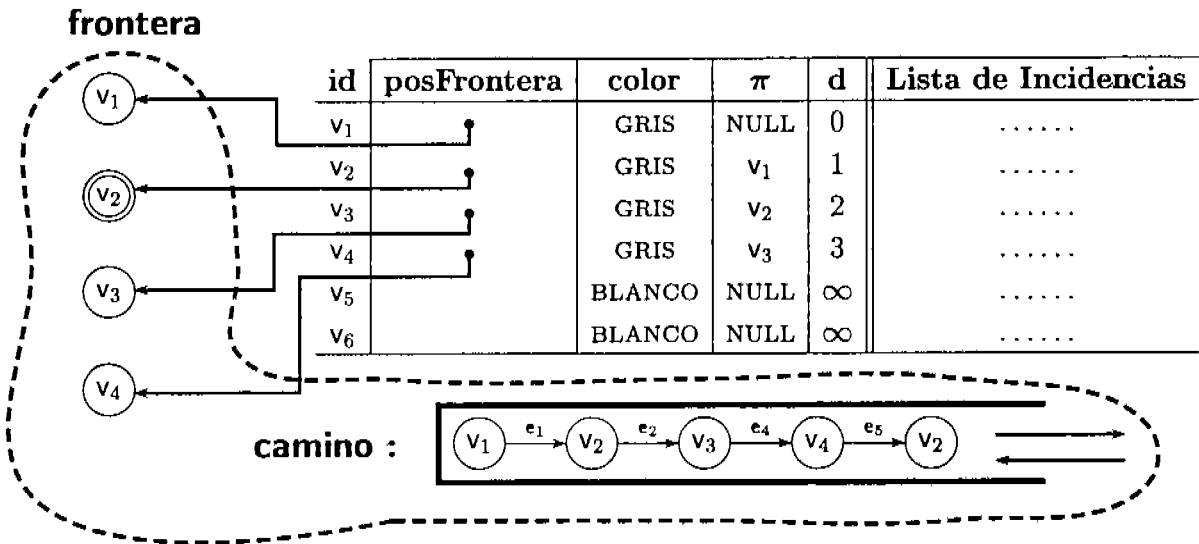 frontera
v1
v2
v3
v4
id posFrontera color π d Lista de Incidencias
v1 GRIS NULL 0 ......
v2 GRIS v1 1 ......
v3 GRIS v2 2 ......
v4 GRIS v3 3 ......
v5 BLANCO NULL ∞ ......
v6 BLANCO NULL ∞ ......
camino : v1 e1 v2 e2 v3 e4 v4 e5 v2